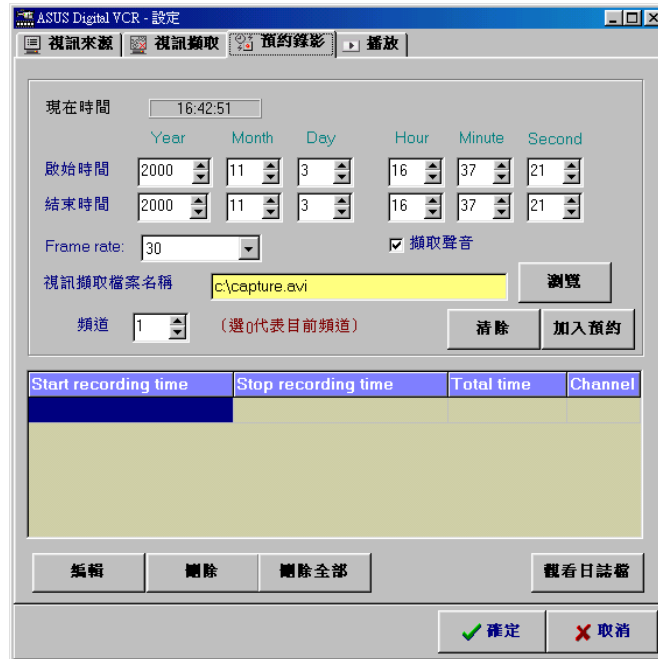 ASUS Digital VCR - 設定
視訊來源 視訊擷取 預約錄影 播放
現在時間 16:42:51
Year Month Day Hour Minute Second
啟始時間 2000 11 3 16 37 21
結束時間 2000 11 3 16 37 21
Frame rate: 30 擷取聲音
視訊擷取檔案名稱 c:\capture.avi 瀏覽
頻道 1 (選0代表目前頻道) 清除 加入預約
Start recording time Stop recording time Total time Channel
編輯 刪除 刪除全部 觀看日誌檔
確定 取消